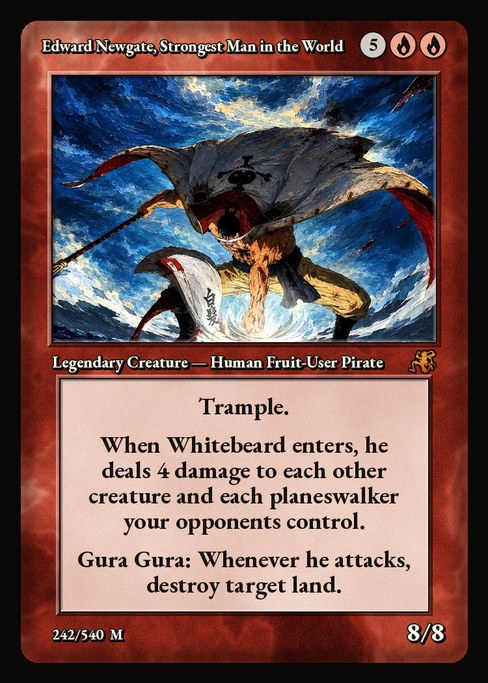 Edward Newgate, Strongest Man in the World 5
白髭
Legendary Creature — Human Fruit-User Pirate
Trample.
When Whitebeard enters, he
deals 4 damage to each other
creature and each planeswalker
your opponents control.
Gura Gura: Whenever he attacks,
destroy target land.
242/540 M
8/8